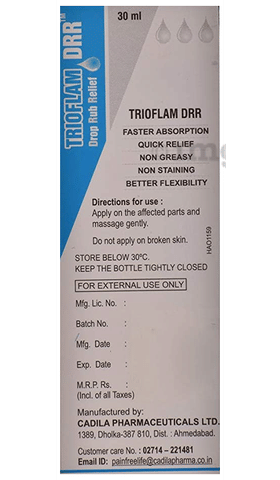 TRIOFLAM DRR™
Drop Rub Relief
30 ml
TRIOFLAM DRR
FASTER ABSORPTION
QUICK RELIEF
NON GREASY
NON STAINING
BETTER FLEXIBILITY
Directions for use :
Apply on the affected parts and
massage gently.
Do not apply on broken skin.
HAO1159
STORE BELOW 30ºC.
KEEP THE BOTTLE TIGHTLY CLOSED
FOR EXTERNAL USE ONLY
Mfg. Lic. No. :
Batch No. :
Mfg. Date :
Exp. Date :
M.R.P. Rs. :
(Incl. of all Taxes)
Manufactured by:
CADILA PHARMACEUTICALS LTD.
1389, Dholka-387 810, Dist. : Ahmedabad.
Customer care No. : 02714 – 221481
Email ID: painfreelife@cadilapharma.co.in